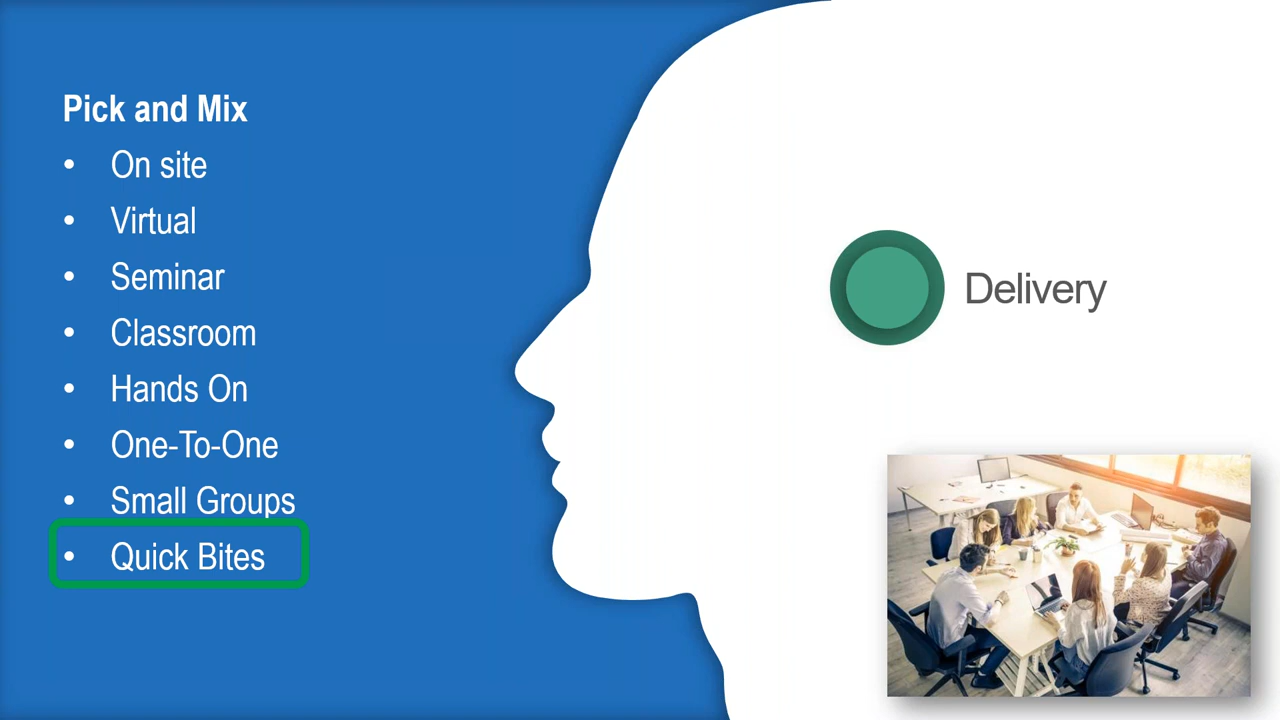 Pick and Mix
• On site
• Virtual
• Seminar
• Classroom
• Hands On
• One-To-One
• Small Groups
• Quick Bites
Delivery